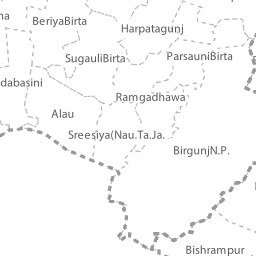 BeriyaBirta
Harpatagunj
SugauliBirta
ParsauniBirta
dabasini
Ramgadhawa
Alau
Sreesiya(Nau.Ta.Ja.
BirgunjN.P.
Bishrampur